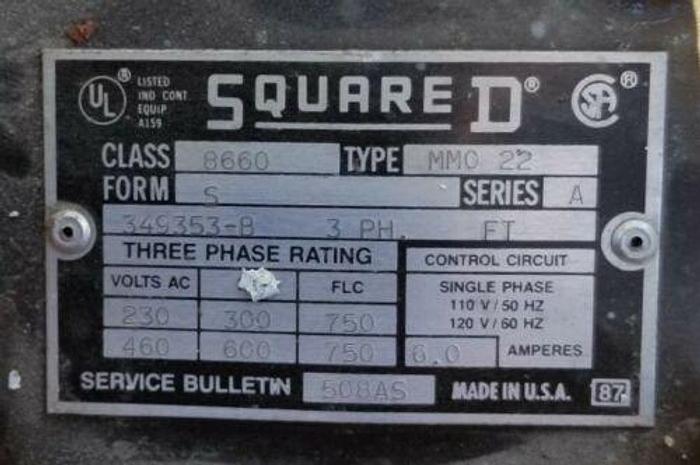 UL ® LISTED
IND CONT
EQUIP
A159
SQUARE D ® SA ®
CLASS 8660 TYPE MMO 22
FORM S SERIES A
349353-B 3 PH. FT
THREE PHASE RATING CONTROL CIRCUIT
VOLTS AC FLC SINGLE PHASE
110 V/50 HZ
230 300 750 120 V/60 HZ
460 600 750 6.0 AMPERES
SERVICE BULLETIN 508AS MADE IN U.S.A. 87